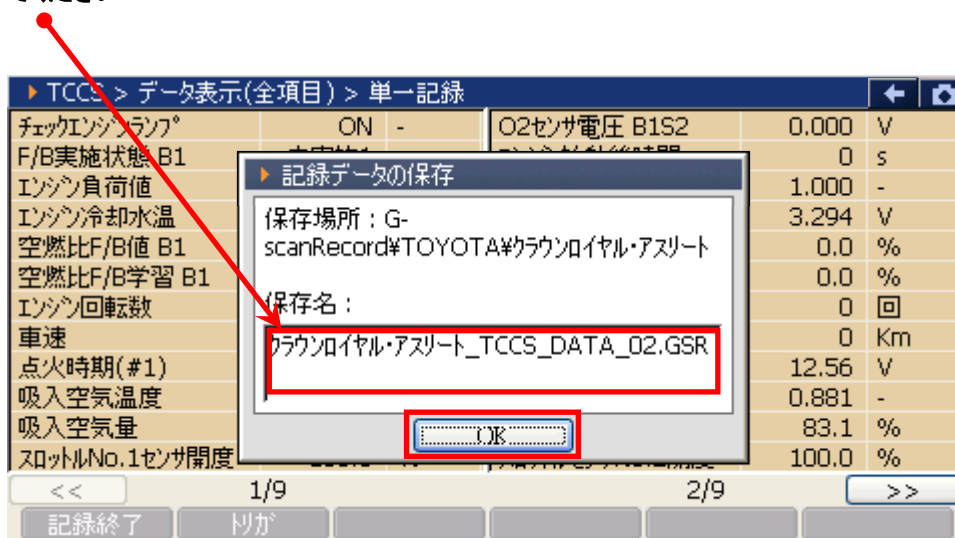 ▶ TCCS > データ表示(全項目) > 単一記録
ﾁｪｯｸｴﾝｼﾞﾝﾗﾝﾌﾟ ON - O2ｾﾝｻ電圧 B1S2 0.000 V
F/B実施状態 B1 0 s
ｴﾝｼﾞﾝ負荷値 1.000 -
ｴﾝｼﾞﾝ冷却水温 3.294 V
空燃比F/B値 B1 0.0 %
空燃比F/B学習 B1 0.0 %
ｴﾝｼﾞﾝ回転数 0 回
車速 0 Km
点火時期(#1) 12.56 V
吸入空気温度 0.881 -
吸入空気量 83.1 %
ｽﾛｯﾄﾙNo.1ｾﾝｻ開度 100.0 %
▶ 記録データの保存
保存場所：G-
scanRecord¥TOYOTA¥ｸﾗｳﾝﾛｲﾔﾙ・ｱｽﾘｰﾄ
保存名：
ｸﾗｳﾝﾛｲﾔﾙ・ｱｽﾘｰﾄ_TCCS_DATA_02.GSR
OK
<< 1/9 2/9 >>
記録終了 ﾄﾘｶﾞ